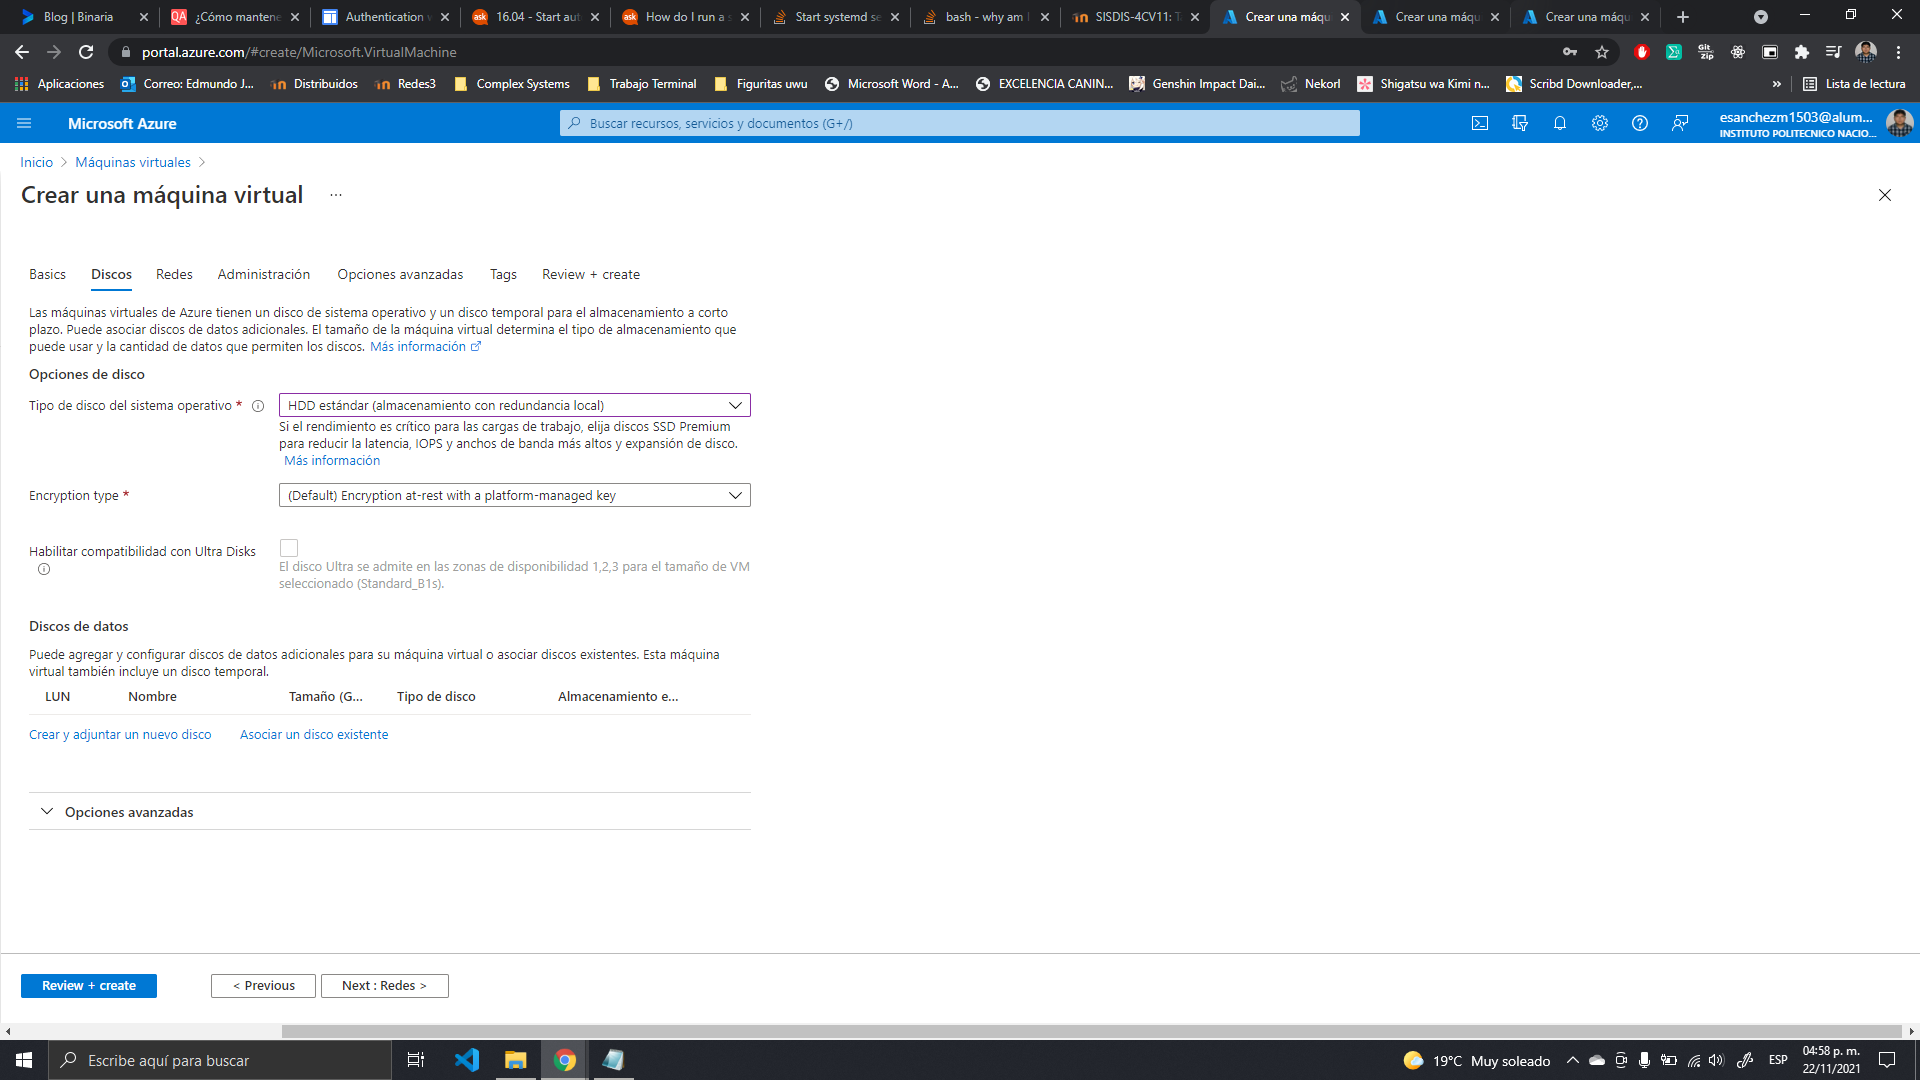 Blog | Binaria
¿Cómo mantene
Authentication
16.04 - Start aut
How do I run a s
Start systemd se
bash - why am I
SISDIS-4CV11: Ta
Crear una máqu
Crear una máqu
Crear una máqu
portal.azure.com/#create/Microsoft.VirtualMachine
Aplicaciones
Correo: Edmundo J...
Distribuidos
Redes3
Complex Systems
Trabajo Terminal
Figuritas uwu
Microsoft Word - A...
EXCELENCIA CANIN...
Genshin Impact Dai...
Nekorl
Shigatsu wa Kimi n...
Scribd Downloader,...
»
Lista de lectura
Microsoft Azure
Buscar recursos, servicios y documentos (G+/)
esanchezm1503@alum...
INSTITUTO POLITECNICO NACIO...
Inicio > Máquinas virtuales >
Crear una máquina virtual ...
Basics
Discos
Redes
Administración
Opciones avanzadas
Tags
Review + create
Las máquinas virtuales de Azure tienen un disco de sistema operativo y un disco temporal para el almacenamiento a corto
plazo. Puede asociar discos de datos adicionales. El tamaño de la máquina virtual determina el tipo de almacenamiento que
puede usar y la cantidad de datos que permiten los discos. Más información
Opciones de disco
Tipo de disco del sistema operativo *
HDD estándar (almacenamiento con redundancia local)
Si el rendimiento es crítico para las cargas de trabajo, elija discos SSD Premium
para reducir la latencia, IOPS y anchos de banda más altos y expansión de disco.
Más información
Encryption type *
(Default) Encryption at-rest with a platform-managed key
Habilitar compatibilidad con Ultra Disks
El disco Ultra se admite en las zonas de disponibilidad 1,2,3 para el tamaño de VM
seleccionado (Standard_B1s).
Discos de datos
Puede agregar y configurar discos de datos adicionales para su máquina virtual o asociar discos existentes. Esta máquina
virtual también incluye un disco temporal.
LUN
Nombre
Tamaño (G...
Tipo de disco
Almacenamiento e...
Crear y adjuntar un nuevo disco
Asociar un disco existente
Opciones avanzadas
Review + create
< Previous
Next : Redes >
Escribe aquí para buscar
19°C Muy soleado
ESP
04:58 p. m.
22/11/2021